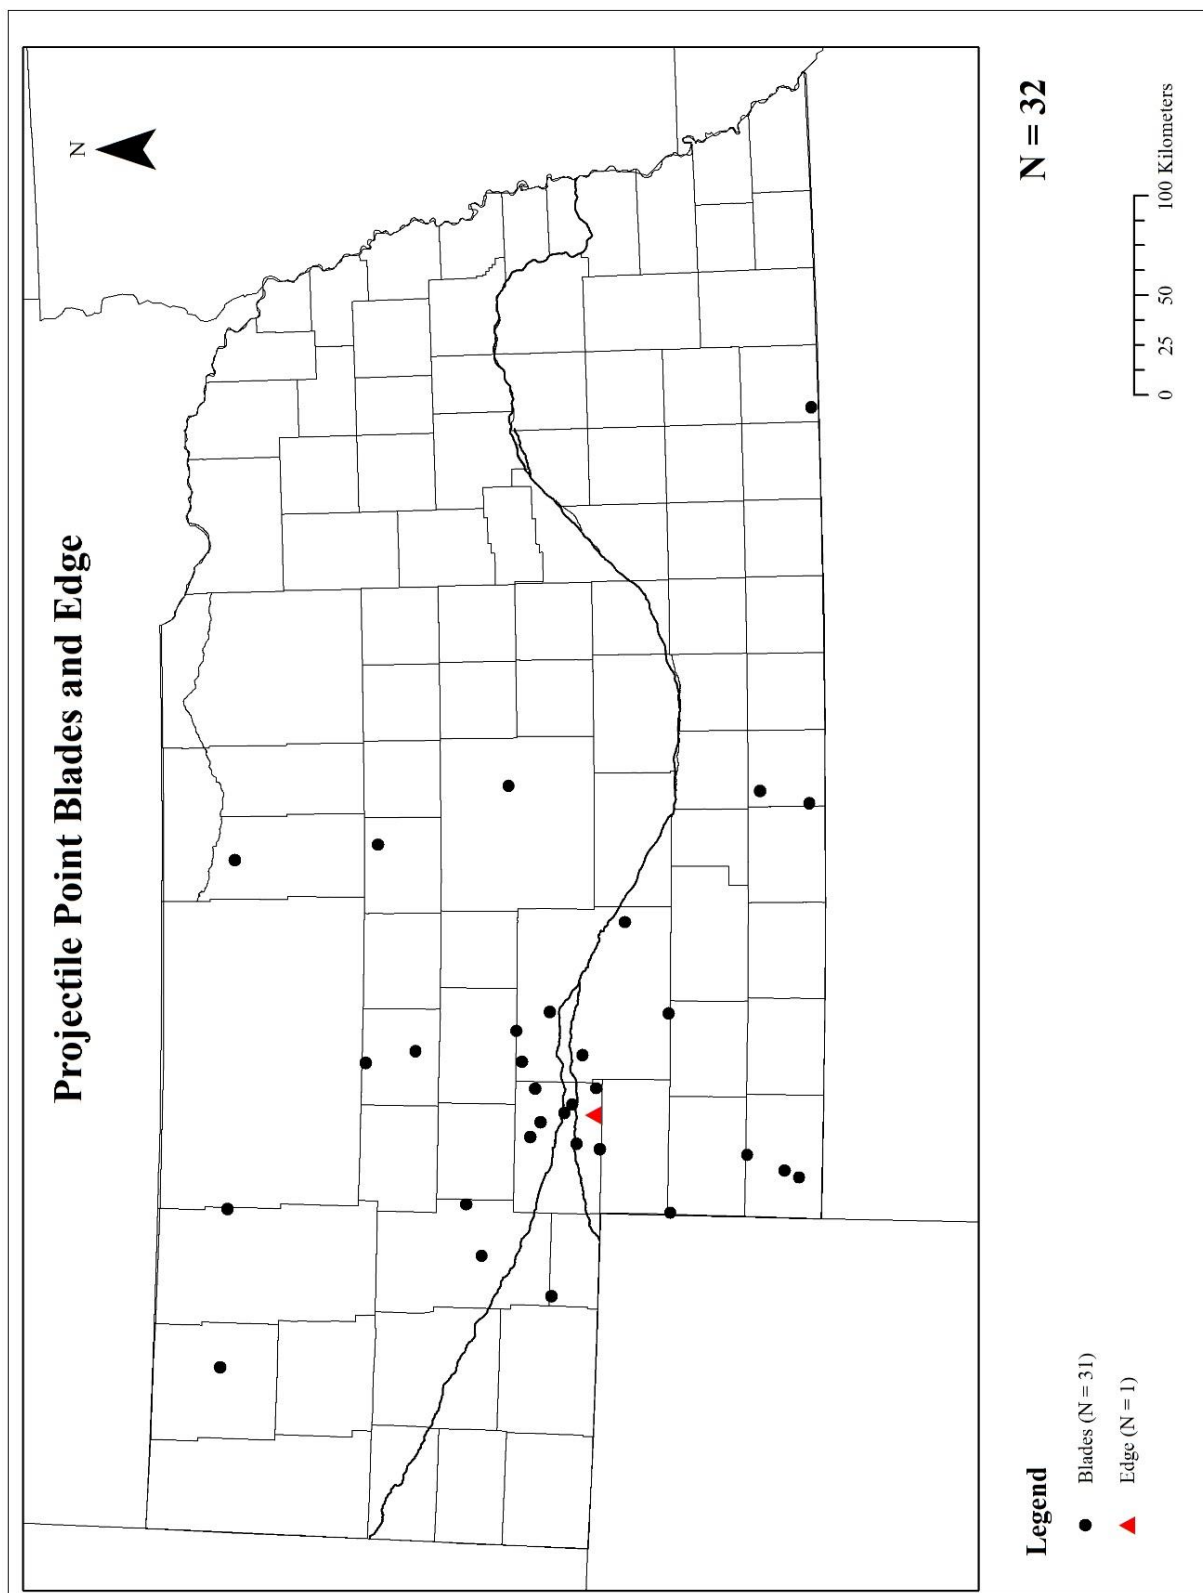 Projectile Point Blades and Edge
N
N = 32
Legend
Blades (N = 31)
Edge (N = 1)
0 25 50 100 Kilometers